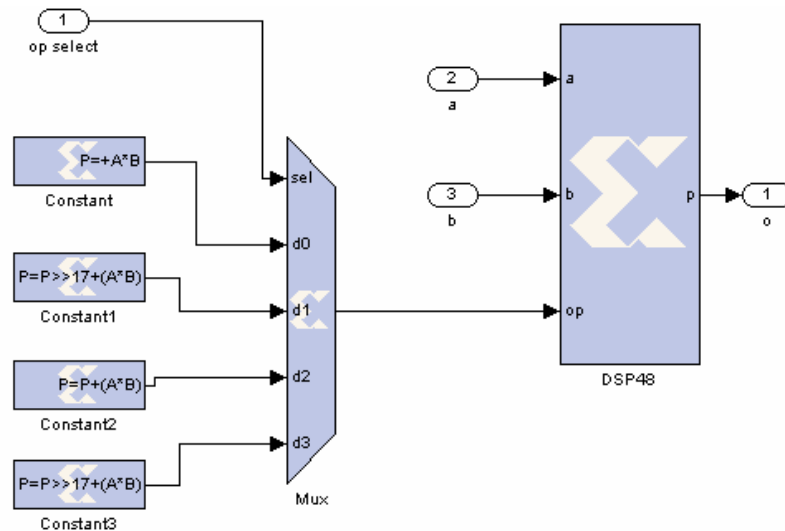 1
op select
P=+A*B
Constant
P=P>>17+(A*B)
Constant1
P=P+(A*B)
Constant2
P=P>>17+(A*B)
Constant3
sel
d0
d1
d2
d3
Mux
2
a
3
b
a
b
op
p
DSP48
1
o